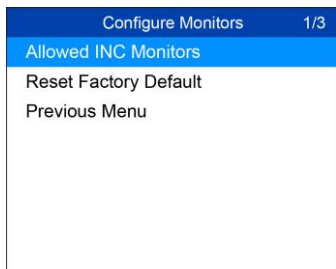 Configure Monitors 1/3
Allowed INC Monitors
Reset Factory Default
Previous Menu